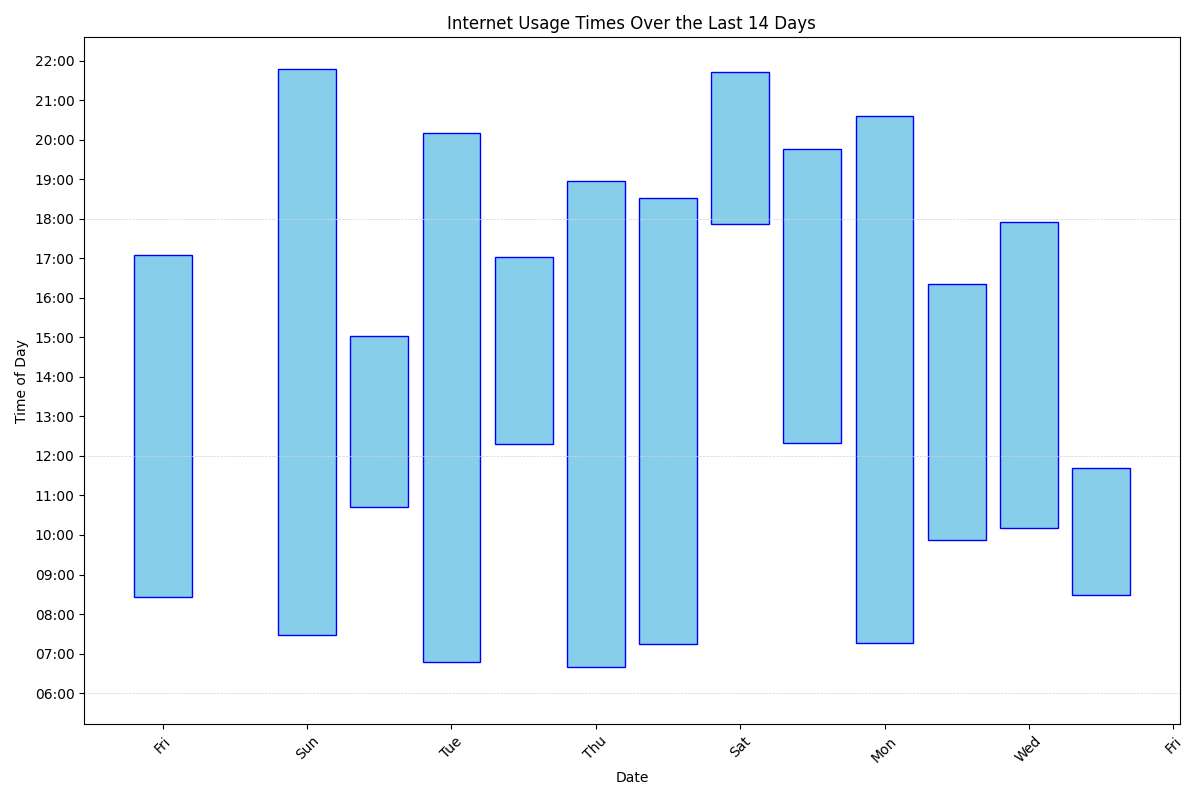 Internet Usage Times Over the Last 14 Days
22:00
21:00
20:00
19:00
18:00
17:00
16:00
15:00
14:00
13:00
12:00
11:00
10:00
09:00
08:00
07:00
06:00
Time of Day
Fri
Sun
Tue
Thu
Sat
Mon
Wed
Fri
Date